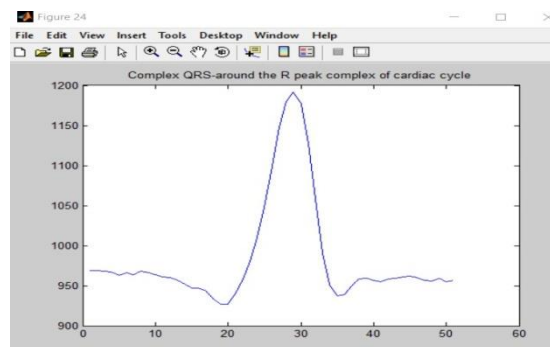 Figure 24
File Edit View Insert Tools Desktop Window Help
Complex QRS-around the R peak complex of cardiac cycle
1200
1150
1100
1050
1000
950
900
0 10 20 30 40 50 60